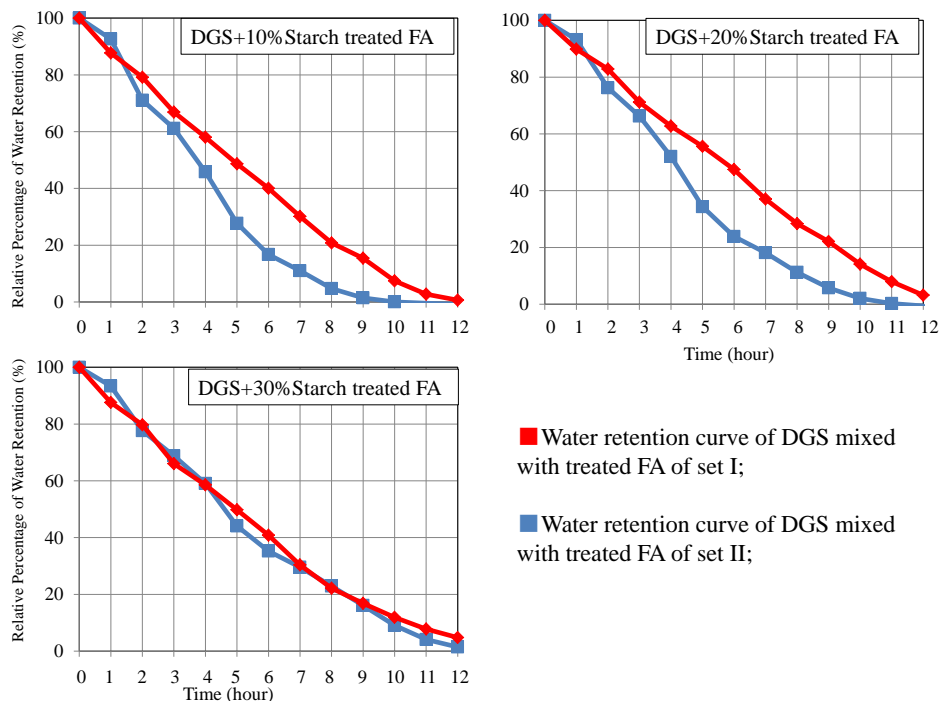 DGS+10%Starch treated FA
Relative Percentage of Water Retention (%)
100
80
60
40
20
0
0 1 2 3 4 5 6 7 8 9 10 11 12
DGS+20%Starch treated FA
100
80
60
40
20
0
0 1 2 3 4 5 6 7 8 9 10 11 12
Time (hour)
DGS+30%Starch treated FA
Relative Percentage of Water Retention (%)
100
80
60
40
20
0
0 1 2 3 4 5 6 7 8 9 10 11 12
Time (hour)
Water retention curve of DGS mixed
with treated FA of set I;
Water retention curve of DGS mixed
with treated FA of set II;